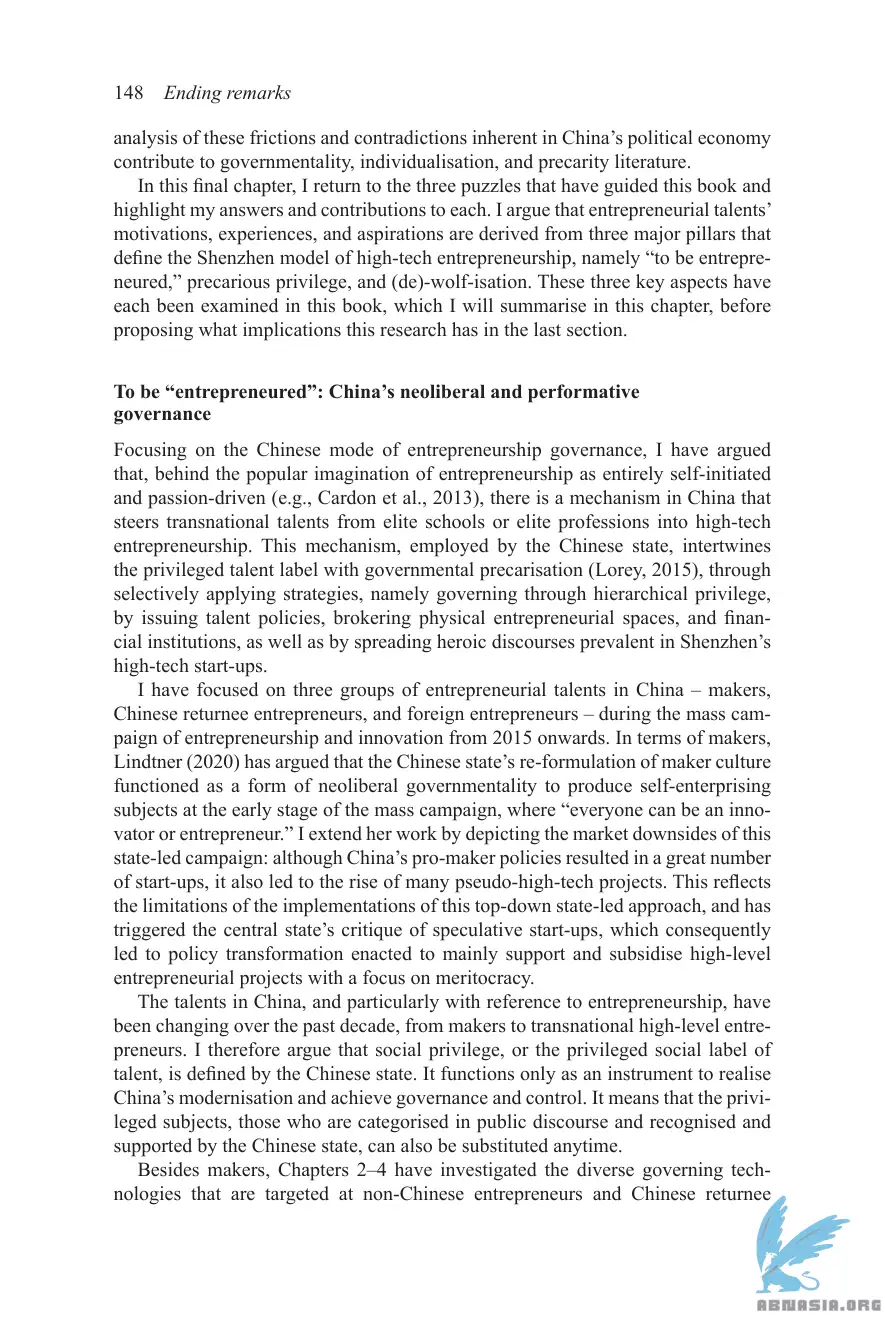 148 Ending remarks
analysis of these frictions and contradictions inherent in China’s political economy
contribute to governmentality, individualisation, and precarity literature.
In this final chapter, I return to the three puzzles that have guided this book and
highlight my answers and contributions to each. I argue that entrepreneurial talents’
motivations, experiences, and aspirations are derived from three major pillars that
define the Shenzhen model of high-tech entrepreneurship, namely “to be entrepre-
neured,” precarious privilege, and (de)-wolf-isation. These three key aspects have
each been examined in this book, which I will summarise in this chapter, before
proposing what implications this research has in the last section.
To be “entrepreneured”: China’s neoliberal and performative
governance
Focusing on the Chinese mode of entrepreneurship governance, I have argued
that, behind the popular imagination of entrepreneurship as entirely self-initiated
and passion-driven (e.g., Cardon et al., 2013), there is a mechanism in China that
steers transnational talents from elite schools or elite professions into high-tech
entrepreneurship. This mechanism, employed by the Chinese state, intertwines
the privileged talent label with governmental precarisation (Lorey, 2015), through
selectively applying strategies, namely governing through hierarchical privilege,
by issuing talent policies, brokering physical entrepreneurial spaces, and finan-
cial institutions, as well as by spreading heroic discourses prevalent in Shenzhen’s
high-tech start-ups.
I have focused on three groups of entrepreneurial talents in China – makers,
Chinese returnee entrepreneurs, and foreign entrepreneurs – during the mass cam-
paign of entrepreneurship and innovation from 2015 onwards. In terms of makers,
Lindtner (2020) has argued that the Chinese state’s re-formulation of maker culture
functioned as a form of neoliberal governmentality to produce self-enterprising
subjects at the early stage of the mass campaign, where “everyone can be an inno-
vator or entrepreneur.” I extend her work by depicting the market downsides of this
state-led campaign: although China’s pro-maker policies resulted in a great number
of start-ups, it also led to the rise of many pseudo-high-tech projects. This reflects
the limitations of the implementations of this top-down state-led approach, and has
triggered the central state’s critique of speculative start-ups, which consequently
led to policy transformation enacted to mainly support and subsidise high-level
entrepreneurial projects with a focus on meritocracy.
The talents in China, and particularly with reference to entrepreneurship, have
been changing over the past decade, from makers to transnational high-level entre-
preneurs. I therefore argue that social privilege, or the privileged social label of
talent, is defined by the Chinese state. It functions only as an instrument to realise
China’s modernisation and achieve governance and control. It means that the privi-
leged subjects, those who are categorised in public discourse and recognised and
supported by the Chinese state, can also be substituted anytime.
Besides makers, Chapters 2–4 have investigated the diverse governing tech-
nologies that are targeted at non-Chinese entrepreneurs and Chinese returnee
ABNASIA.ORG